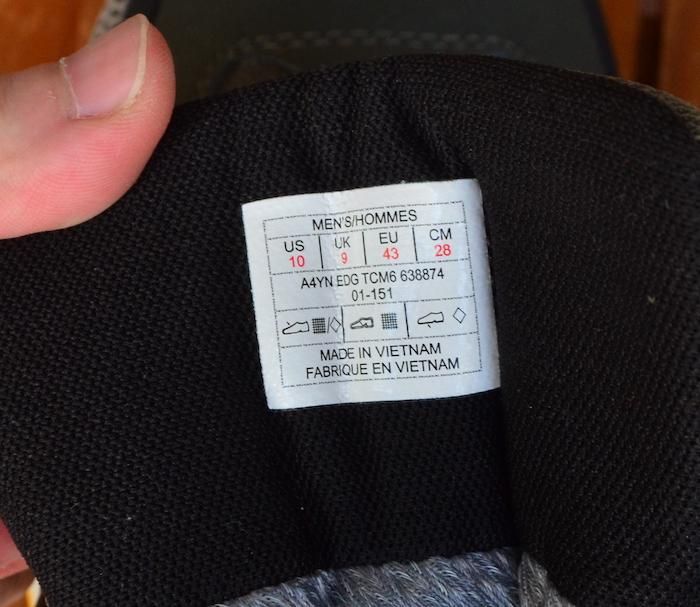 MEN'S/HOMMES
US UK EU CM
10 9 43 28
A4YN EDG TCM6 638874
01-151
MADE IN VIETNAM
FABRIQUE EN VIETNAM